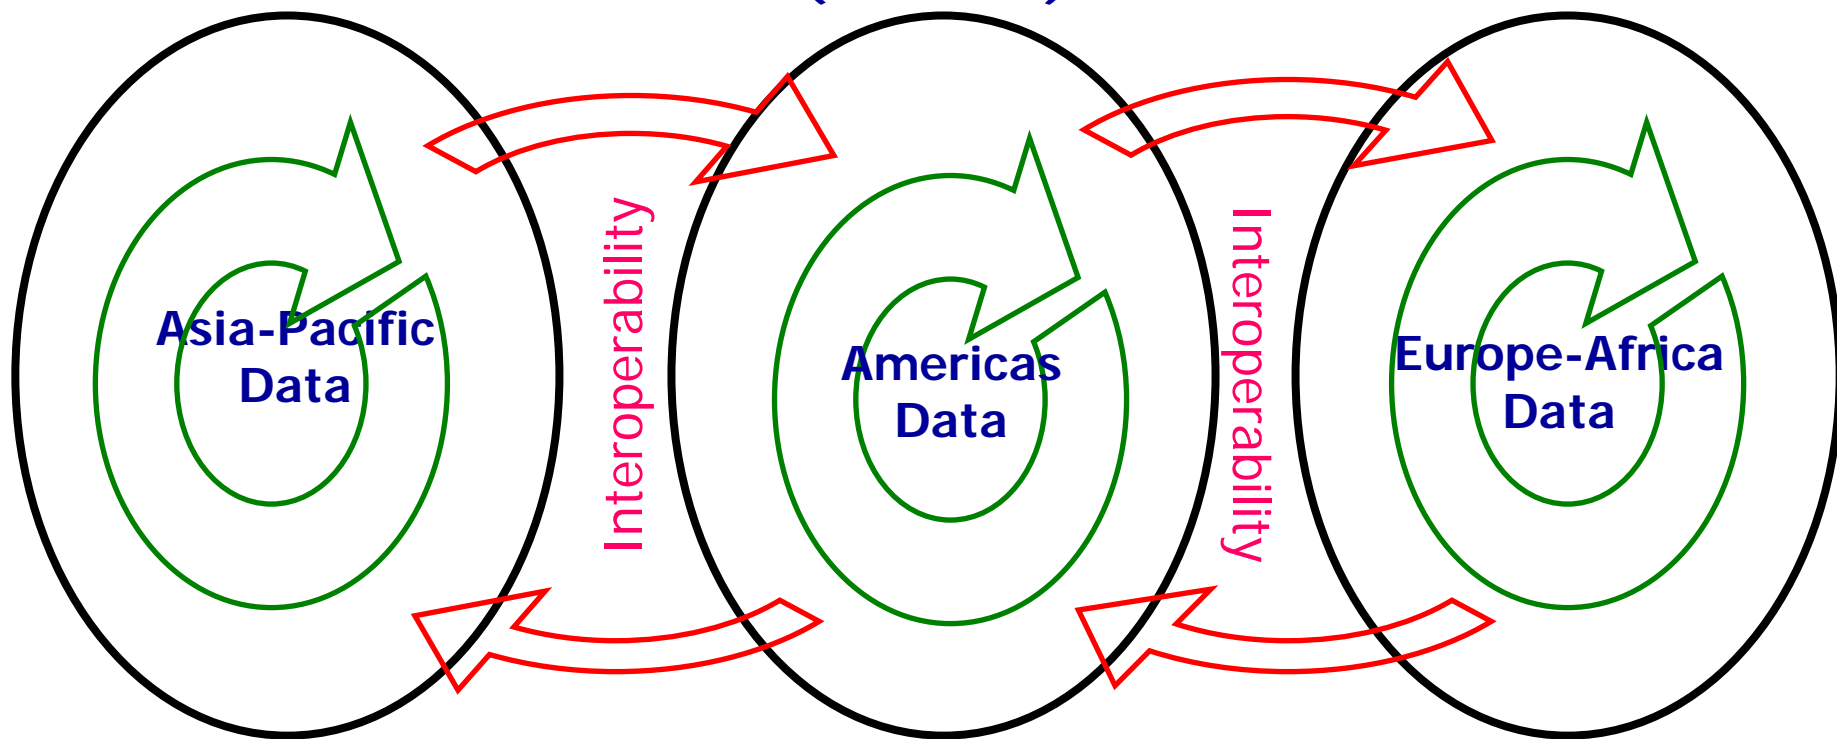 Asia-Pacific
Data
Interoperability
Americas
Data
Interoperability
Europe-Africa
Data